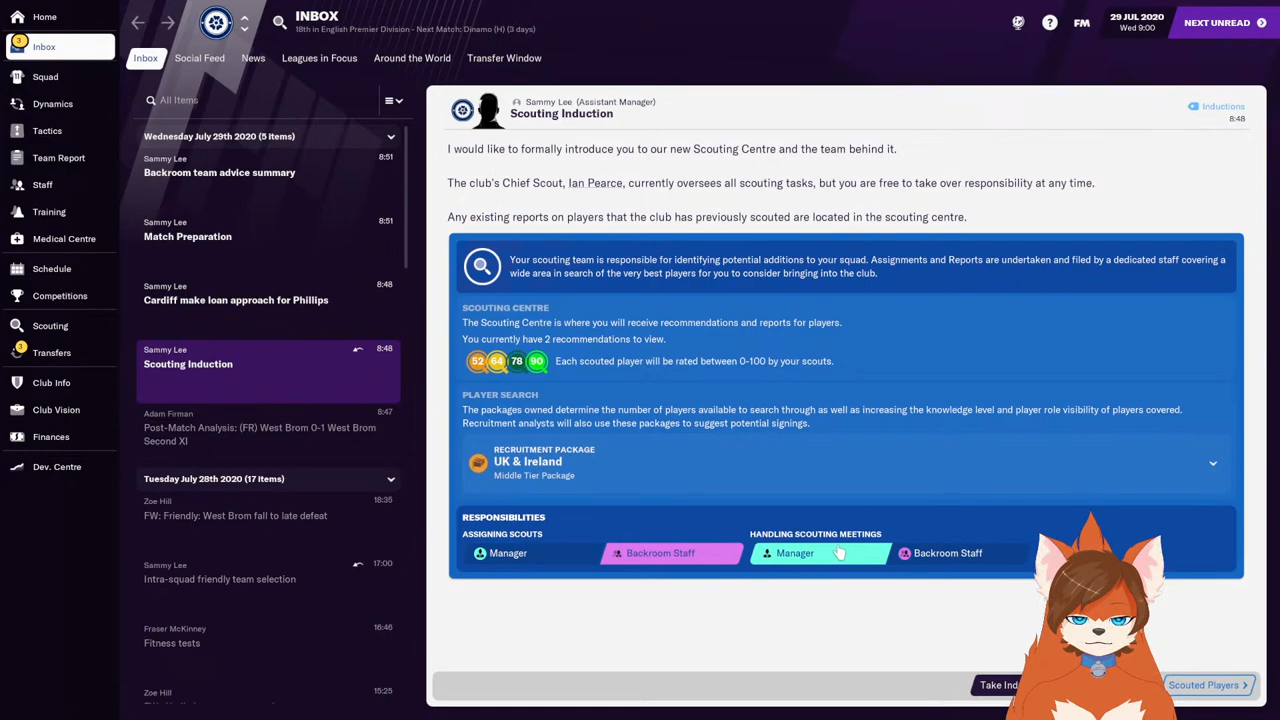 Home
INBOX
18th in English Premier Division - Next Match: Dinamo (H) (3 days)
FM
29 JUL 2020
Wed 9:00
NEXT UNREAD
3
Inbox
Squad
Dynamics
Tactics
Team Report
Staff
Training
Medical Centre
Schedule
Competitions
Scouting
3
Transfers
Club Info
Club Vision
Finances
Dev. Centre
Inbox
Social Feed
News
Leagues in Focus
Around the World
Transfer Window
All Items
Wednesday July 29th 2020 (5 Items)
Sammy Lee 8:51
Backroom team advice summary
Sammy Lee 8:51
Match Preparation
Sammy Lee 8:48
Cardiff make loan approach for Phillips
Sammy Lee 8:48
Scouting Induction
Adam Firman 8:47
Post-Match Analysis: (FR) West Brom 0-1 West Brom
Second XI
Tuesday July 28th 2020 (17 Items)
Zoe Hill 18:35
FW: Friendly: West Brom fall to late defeat
Sammy Lee 17:00
Intra-squad friendly team selection
Fraser McKinney 16:46
Fitness tests
Zoe Hill 15:25
Sammy Lee (Assistant Manager)
Scouting Induction
Inductions
8:48
I would like to formally introduce you to our new Scouting Centre and the team behind it.
The club's Chief Scout, Ian Pearce, currently oversees all scouting tasks, but you are free to take over responsibility at any time.
Any existing reports on players that the club has previously scouted are located in the scouting centre.
Your scouting team is responsible for identifying potential additions to your squad. Assignments and Reports are undertaken and filed by a dedicated staff covering a
wide area in search of the very best players for you to consider bringing into the club.
SCOUTING CENTRE
The Scouting Centre is where you will receive recommendations and reports for players.
You currently have 2 recommendations to view.
52 64 78 90 Each scouted player will be rated between 0-100 by your scouts.
PLAYER SEARCH
The packages owned determine the number of players available to search through as well as increasing the knowledge level and player role visibility of players covered.
Recruitment analysts will also use these packages to suggest potential signings.
RECRUITMENT PACKAGE
UK & Ireland
Middle Tier Package
RESPONSIBILITIES
ASSIGNING SCOUTS
HANDLING SCOUTING MEETINGS
Manager
Backroom Staff
Manager
Backroom Staff
Take Ind
Scouted Players